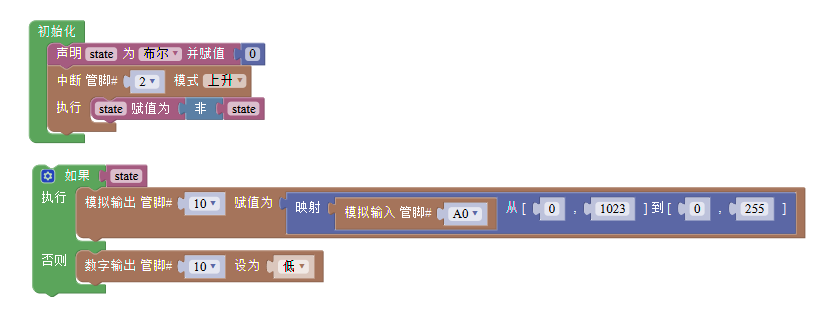 初始化
声明 state 为 布尔 并赋值 0
中断 管脚# 2 模式 上升
执行 state 赋值为 非 state
如果 state
执行 模拟输出 管脚# 10 赋值为 映射 模拟输入 管脚# A0 从 [ 0 , 1023 ] 到 [ 0 , 255 ]
否则 数字输出 管脚# 10 设为 低